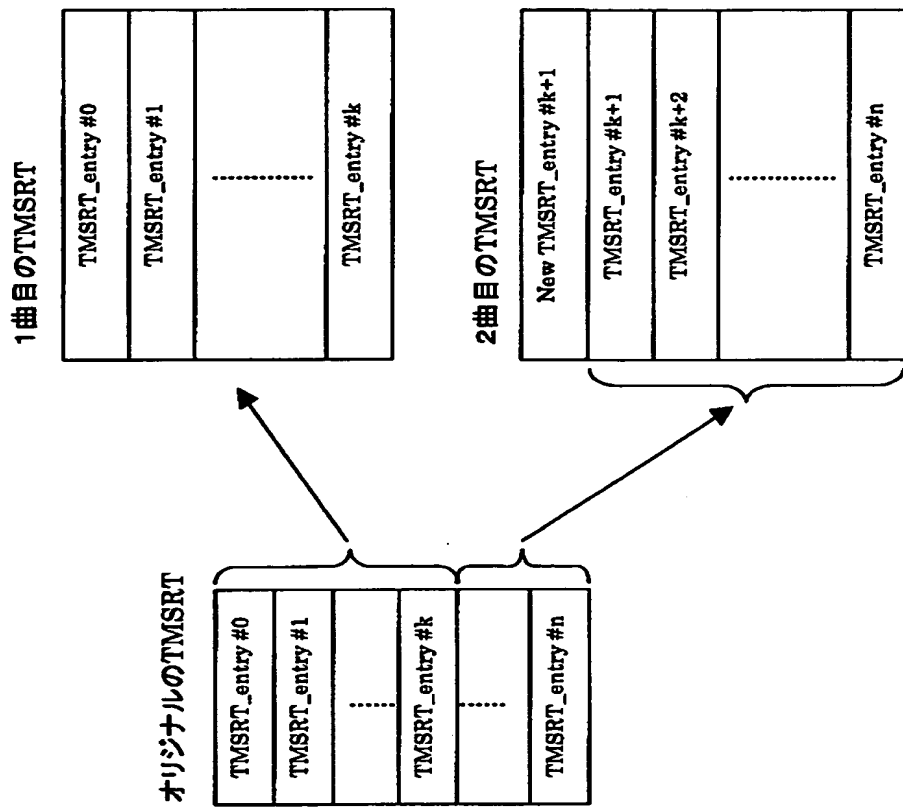 オリジナルのTMSRT
TMSRT_entry #0
TMSRT_entry #1
TMSRT_entry #k
TMSRT_entry #n
1曲目のTMSRT
TMSRT_entry #0
TMSRT_entry #1
TMSRT_entry #k
2曲目のTMSRT
New TMSRT_entry #k+1
TMSRT_entry #k+1
TMSRT_entry #k+2
TMSRT_entry #n